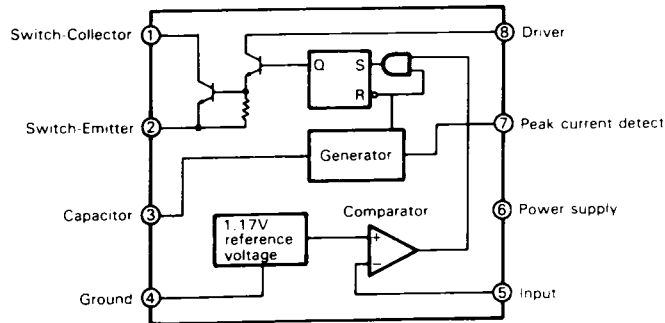 Switch-Collector
1
8
Driver
Q
S
R
Switch-Emitter
2
7
Peak current detect
Generator
Capacitor
3
Comparator
6
Power supply
1.17V
reference
voltage
+
−
Ground
4
5
Input